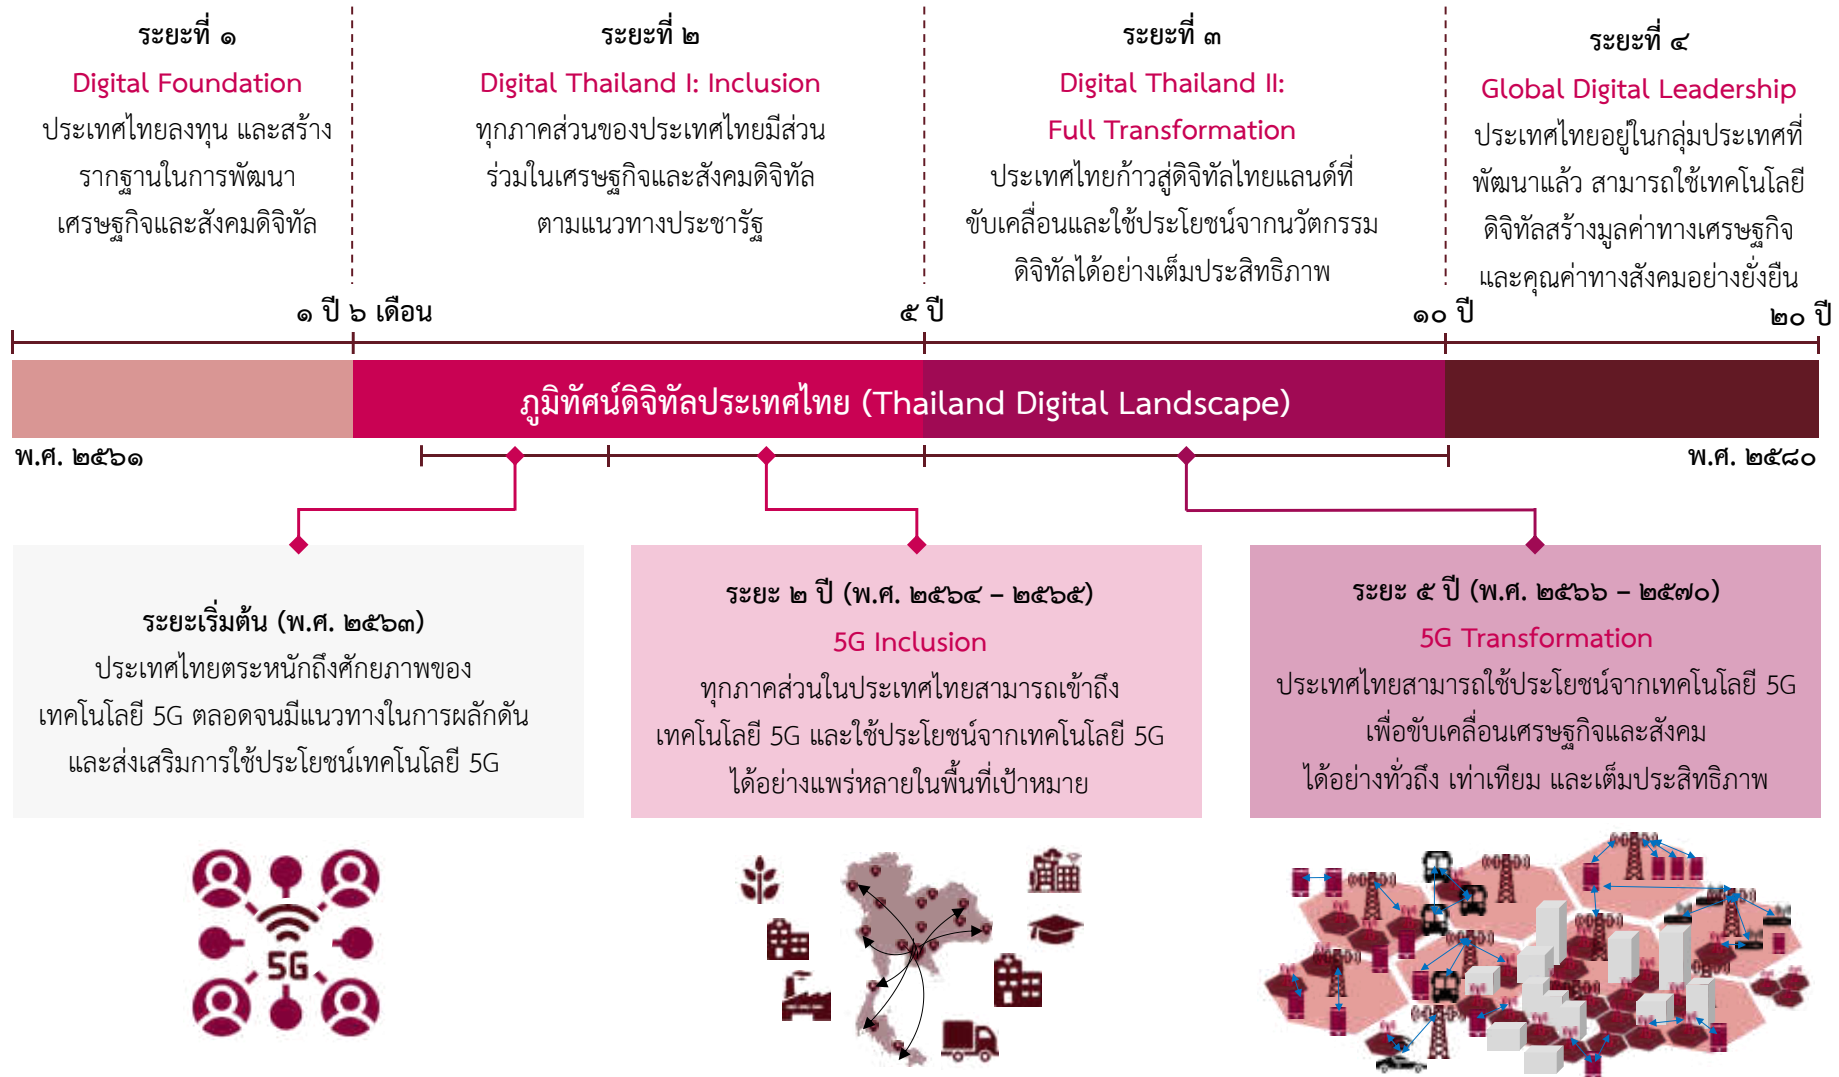 ระยะที่ ๑
Digital Foundation
ประเทศไทยลงทุน และสร้าง
รากฐานในการพัฒนา
เศรษฐกิจและสังคมดิจิทัล
ระยะที่ ๒
Digital Thailand I: Inclusion
ทุกภาคส่วนของประเทศไทยมีส่วน
ร่วมในเศรษฐกิจและสังคมดิจิทัล
ตามแนวทางประชารัฐ
ระยะที่ ๓
Digital Thailand II:
Full Transformation
ประเทศไทยก้าวสู่ดิจิทัลไทยแลนด์ที่
ขับเคลื่อนและใช้ประโยชน์จากนวัตกรรม
ดิจิทัลได้อย่างเต็มประสิทธิภาพ
ระยะที่ ๔
Global Digital Leadership
ประเทศไทยอยู่ในกลุ่มประเทศที่
พัฒนาแล้ว สามารถใช้เทคโนโลยี
ดิจิทัลสร้างมูลค่าทางเศรษฐกิจ
และคุณค่าทางสังคมอย่างยั่งยืน
๑ ปี ๖ เดือน
๕ ปี
๑๐ ปี
๒๐ ปี
ภูมิทัศน์ดิจิทัลประเทศไทย (Thailand Digital Landscape)
พ.ศ. ๒๕๖๑
พ.ศ. ๒๕๘๐
ระยะเริ่มต้น (พ.ศ. ๒๕๖๓)
ประเทศไทยตระหนักถึงศักยภาพของ
เทคโนโลยี 5G ตลอดจนมีแนวทางในการผลักดัน
และส่งเสริมการใช้ประโยชน์เทคโนโลยี 5G
ระยะ ๒ ปี (พ.ศ. ๒๕๖๔ – ๒๕๖๕)
5G Inclusion
ทุกภาคส่วนในประเทศไทยสามารถเข้าถึง
เทคโนโลยี 5G และใช้ประโยชน์จากเทคโนโลยี 5G
ได้อย่างแพร่หลายในพื้นที่เป้าหมาย
ระยะ ๕ ปี (พ.ศ. ๒๕๖๖ – ๒๕๗๐)
5G Transformation
ประเทศไทยสามารถใช้ประโยชน์จากเทคโนโลยี 5G
เพื่อขับเคลื่อนเศรษฐกิจและสังคม
ได้อย่างทั่วถึง เท่าเทียม และเต็มประสิทธิภาพ
5G